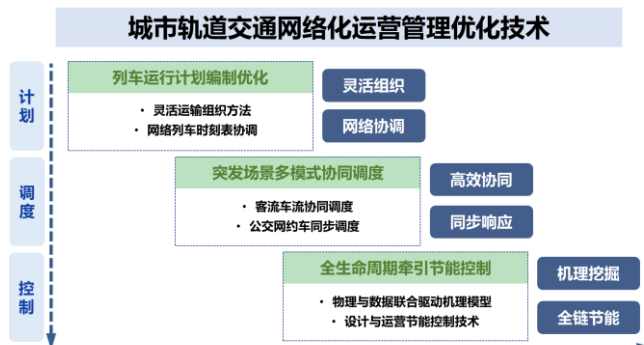 城市轨道交通网络化运营管理优化技术
计划
列车运行计划编制优化
• 灵活运输组织方法
• 网络列车时刻表协调
灵活组织
网络协调
调度
突发场景多模式协同调度
• 客流车流协同调度
• 公交网约车同步调度
高效协同
同步响应
控制
全生命周期牵引节能控制
• 物理与数据联合驱动机理模型
• 设计与运营节能控制技术
机理挖掘
全链节能